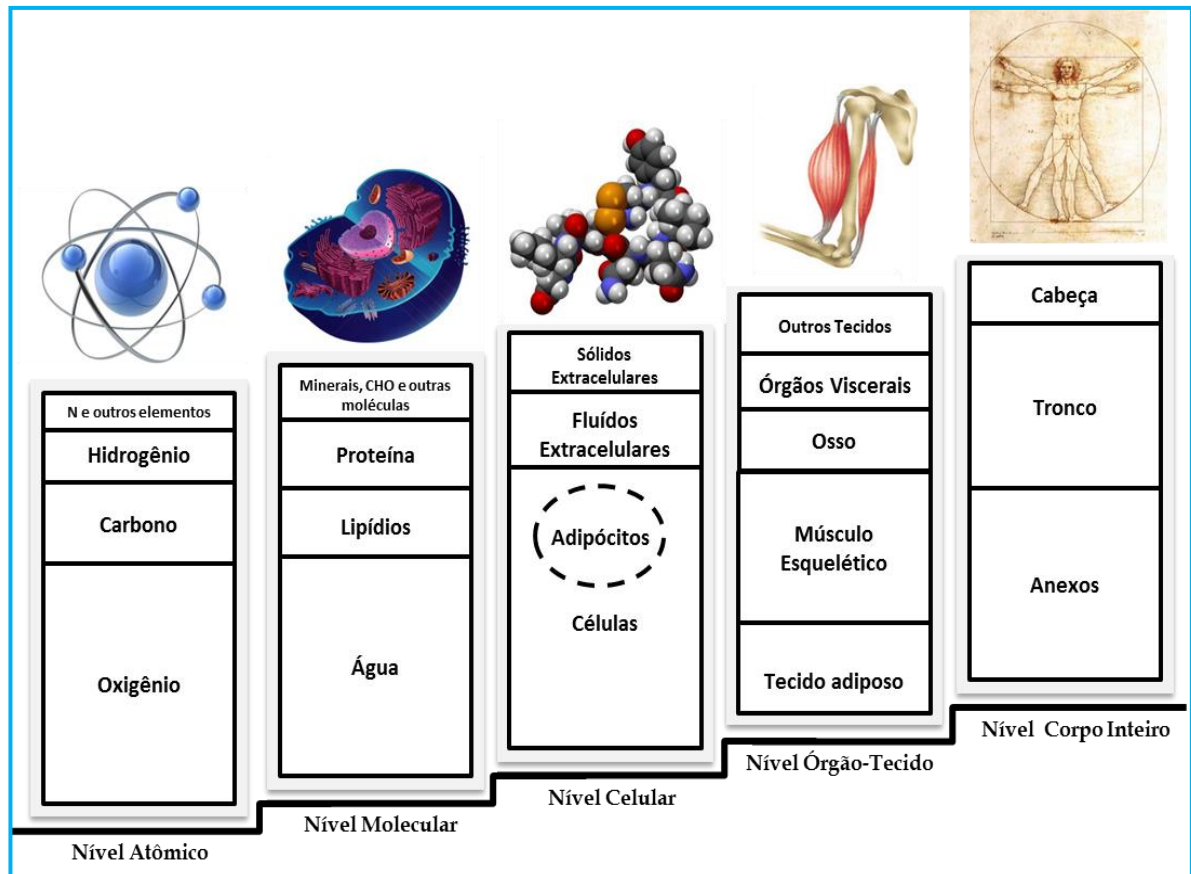 N e outros elementos
Hidrogênio
Carbono
Oxigênio
Nível Atômico
Minerais, CHO e outras
moléculas
Proteína
Lipídios
Água
Nível Molecular
Sólidos
Extracelulares
Fluídos
Extracelulares
Adipócitos
Células
Nível Celular
Outros Tecidos
Órgãos Viscerais
Osso
Músculo
Esquelético
Tecido adiposo
Nível Órgão-Tecido
Cabeça
Tronco
Anexos
Nível Corpo Inteiro